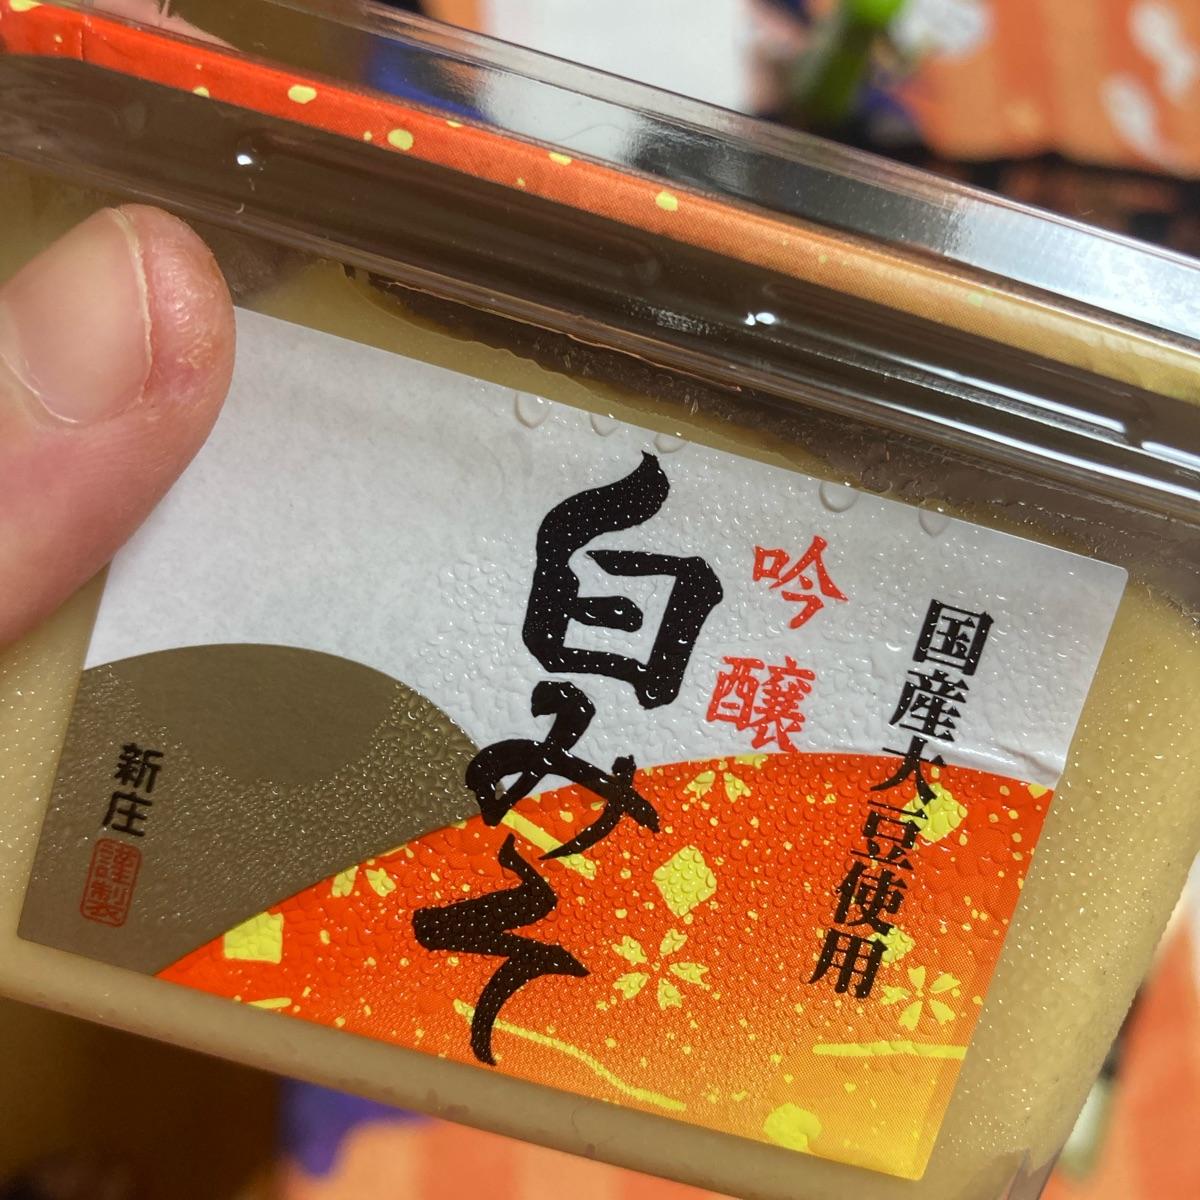 国産大豆使用
吟醸
白みそ
新庄
謹製